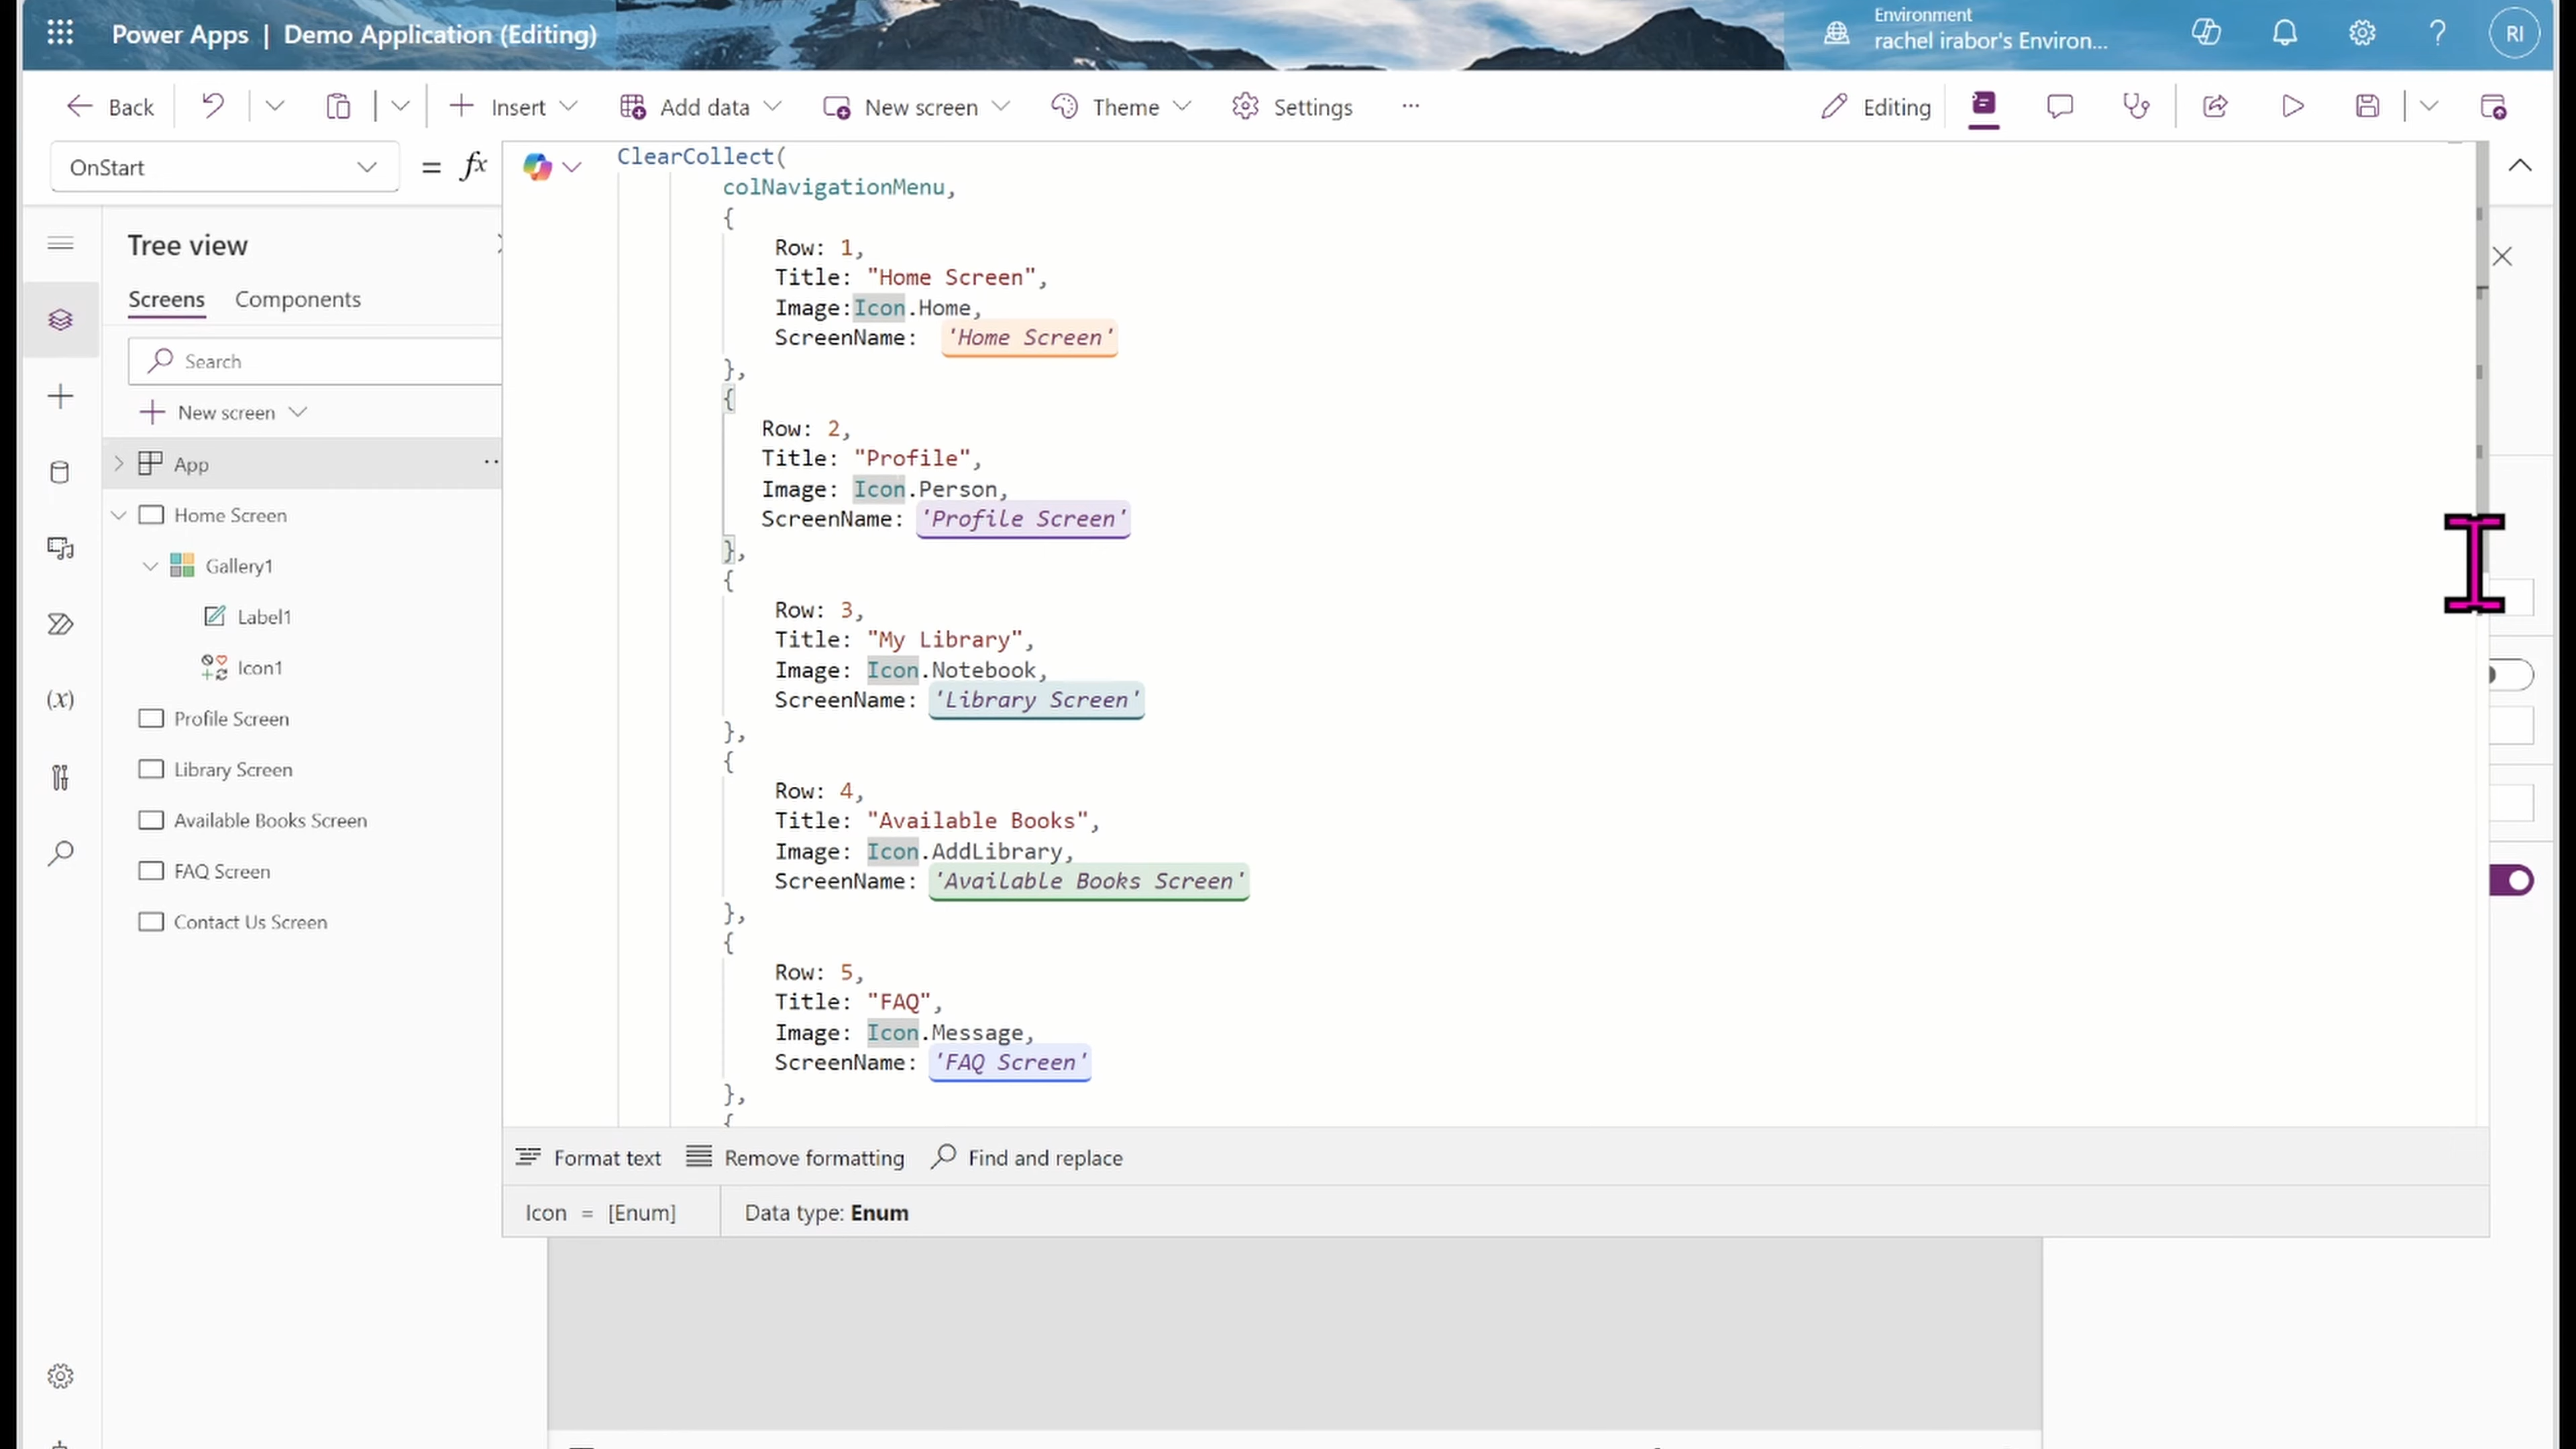 Power Apps | Demo Application (Editing)
Environment
rachel irabor's Environ...
RI
Back
Insert
Add data
New screen
Theme
Settings
...
Editing
OnStart
= fx
Tree view
Screens
Components
Search
New screen
App
Home Screen
Gallery1
Label1
Icon1
Profile Screen
Library Screen
Available Books Screen
FAQ Screen
Contact Us Screen
(x)
ClearCollect(
colNavigationMenu,
{
Row: 1,
Title: "Home Screen",
Image:Icon.Home,
ScreenName: 'Home Screen'
},
{
Row: 2,
Title: "Profile",
Image: Icon.Person,
ScreenName: 'Profile Screen'
},
{
Row: 3,
Title: "My Library",
Image: Icon.Notebook,
ScreenName: 'Library Screen'
},
{
Row: 4,
Title: "Available Books",
Image: Icon.AddLibrary,
ScreenName: 'Available Books Screen'
},
{
Row: 5,
Title: "FAQ",
Image: Icon.Message,
ScreenName: 'FAQ Screen'
},
{
Format text
Remove formatting
Find and replace
Icon = [Enum]
Data type: Enum